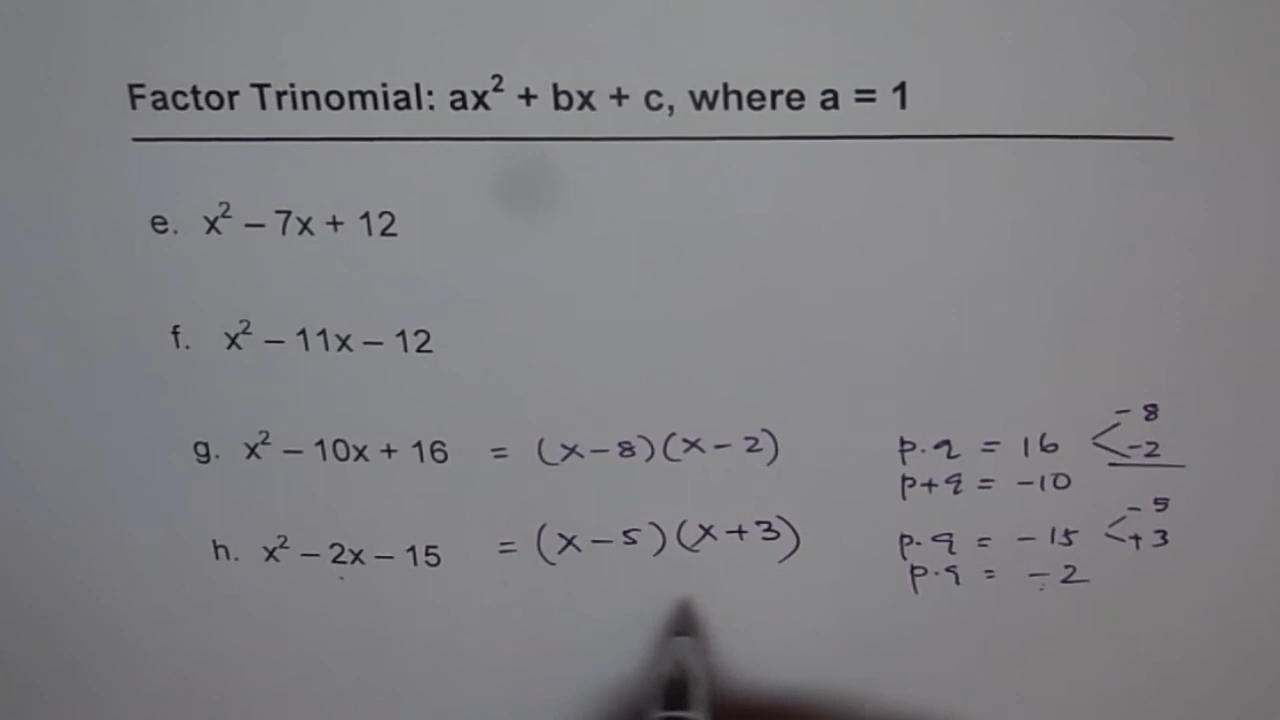 Factor Trinomial: ax² + bx + c, where a = 1
e. x² – 7x + 12
f. x² – 11x – 12
g. x² – 10x + 16 = (x-8)(x-2) p.q = 16 < -8 -2
p+q = -10
h. x² – 2x – 15 = (x-5)(x+3) p.q = -15 < -5 +3
p.q = -2